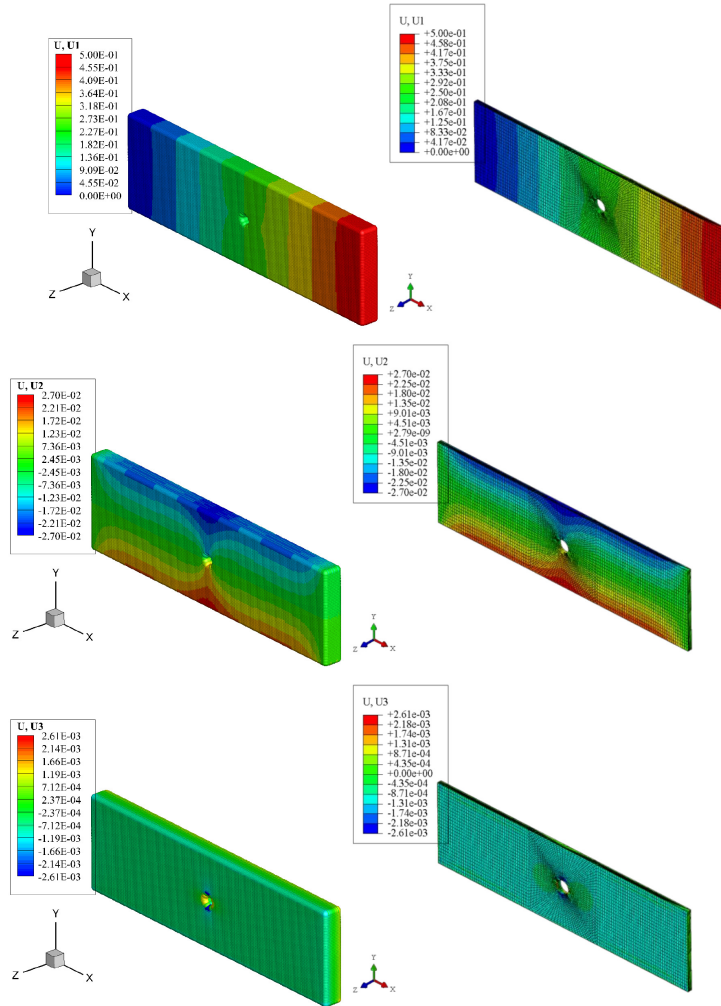 U, U1
5.00E-01
4.55E-01
4.09E-01
3.64E-01
3.18E-01
2.73E-01
2.27E-01
1.82E-01
1.36E-01
9.09E-02
4.55E-02
0.00E+00
Y
Z
X
U, U1
+5.00e-01
+4.58e-01
+4.17e-01
+3.75e-01
+3.33e-01
+2.92e-01
+2.50e-01
+2.08e-01
+1.67e-01
+1.25e-01
+8.33e-02
+4.17e-02
+0.00e+00
Y
Z
X
U, U2
2.70E-02
2.21E-02
1.72E-02
1.23E-02
7.36E-03
2.45E-03
-2.45E-03
-7.36E-03
-1.23E-02
-1.72E-02
-2.21E-02
-2.70E-02
Y
Z
X
U, U2
+2.70e-02
+2.25e-02
+1.80e-02
+1.35e-02
+9.01e-03
+4.51e-03
+2.79e-09
-4.51e-03
-9.01e-03
-1.35e-02
-1.80e-02
-2.25e-02
-2.70e-02
Y
Z
X
U, U3
2.61E-03
2.14E-03
1.66E-03
1.19E-03
7.12E-04
2.37E-04
-2.37E-04
-7.12E-04
-1.19E-03
-1.66E-03
-2.14E-03
-2.61E-03
Y
Z
X
U, U3
+2.61e-03
+2.18e-03
+1.74e-03
+1.31e-03
+8.71e-04
+4.35e-04
+0.00e+00
-4.35e-04
-8.71e-04
-1.31e-03
-1.74e-03
-2.18e-03
-2.61e-03
Y
Z
X